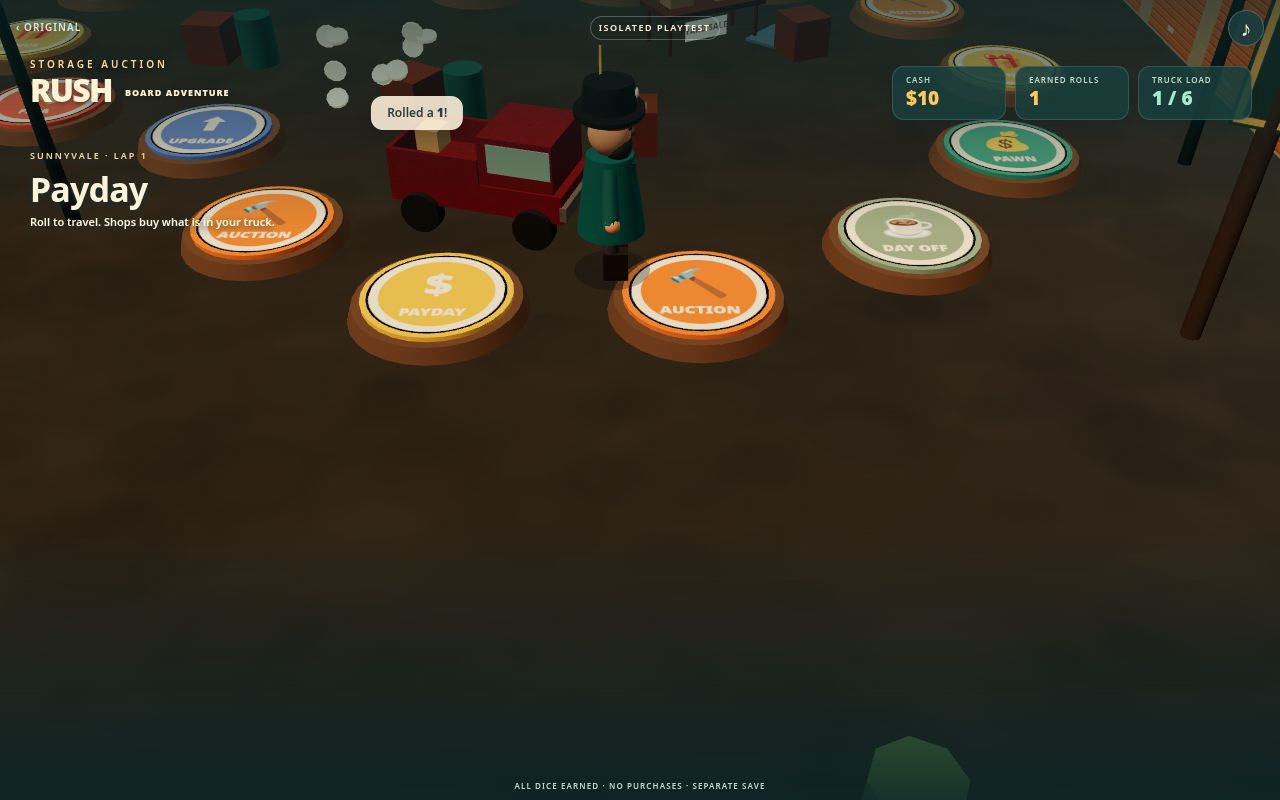 ‹ ORIGINAL
ISOLATED PLAYTEST
♪
STORAGE AUCTION
RUSH BOARD ADVENTURE
CASH
$10
EARNED ROLLS
1
TRUCK LOAD
1 / 6
Rolled a 1!
SUNNYVALE · LAP 1
Payday
Roll to travel. Shops buy what is in your truck.
AUCTION
UPGRADE
PAWN
AUCTION
DAY OFF
$
PAYDAY
AUCTION
ALL DICE EARNED · NO PURCHASES · SEPARATE SAVE